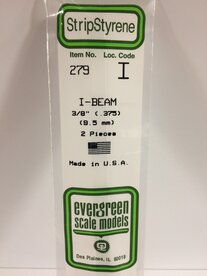 StripStyrene
Item No. Loc. Code
279 I
I-BEAM
3/8" (.375)
(9.5 mm)
2 Pieces
Made in U.S.A.
evergreen
scale models
Des Plaines, IL 60018